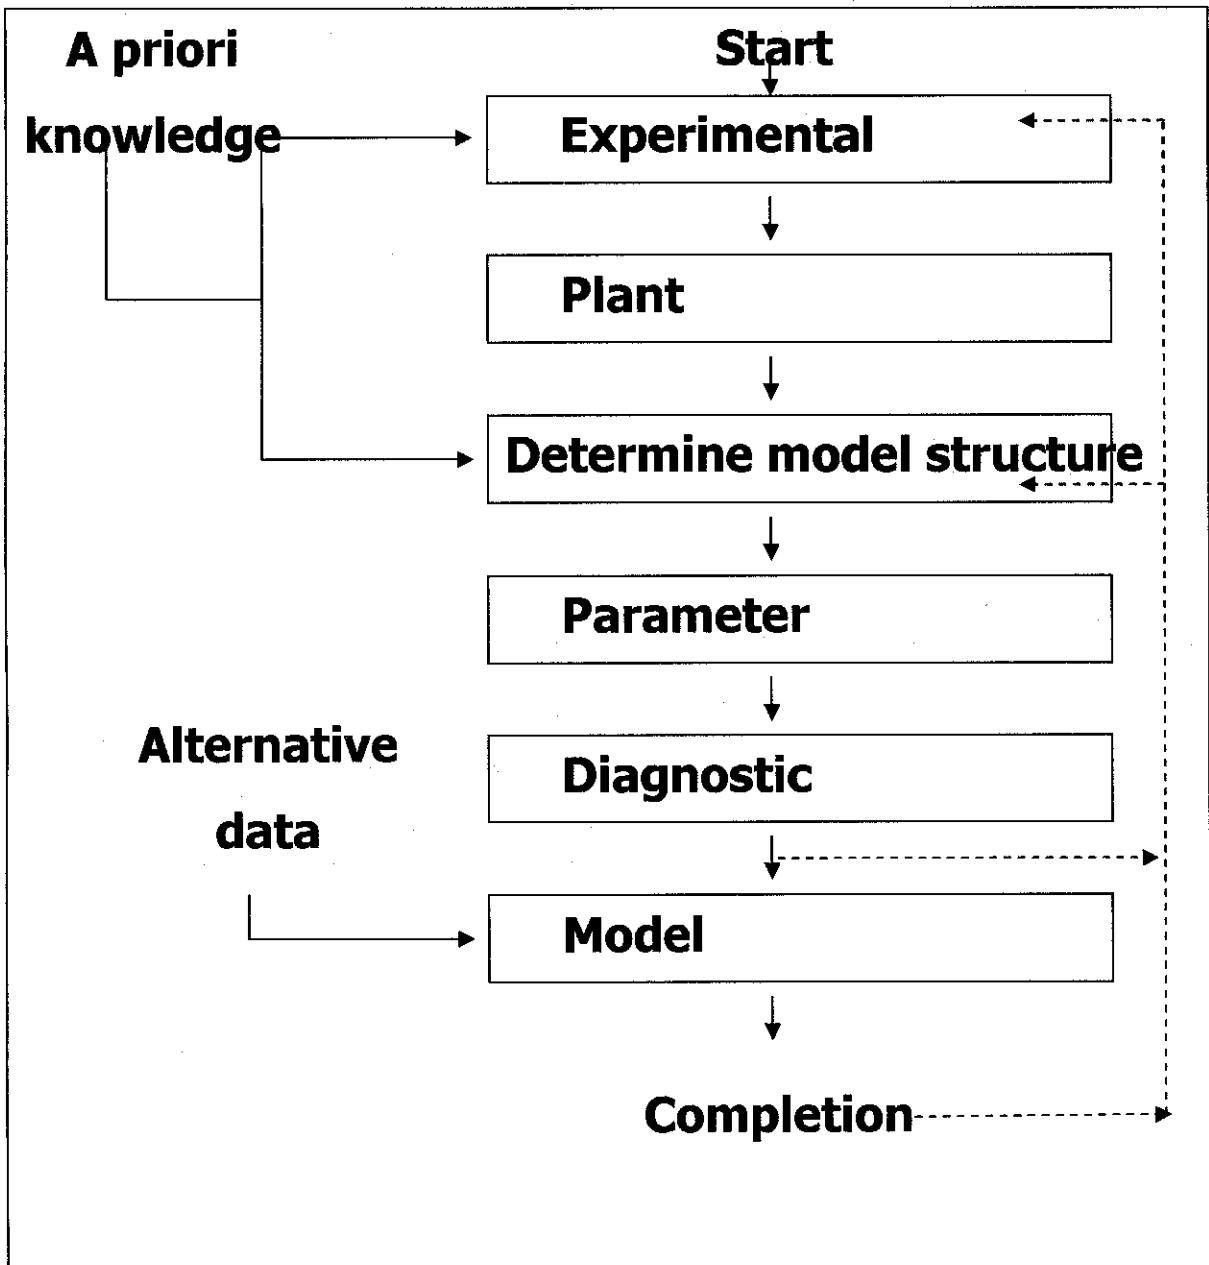 A priori
knowledge
Start
Experimental
Plant
Determine model structure
Parameter
Alternative
data
Diagnostic
Model
Completion